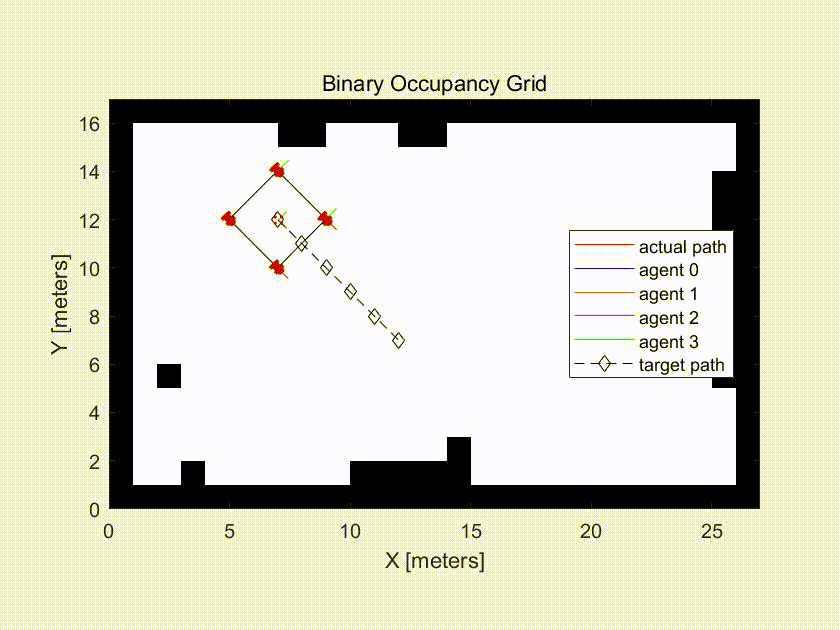 Binary Occupancy Grid
16
14
12
10
8
6
4
2
0
Y [meters]
0 5 10 15 20 25
X [meters]
actual path
agent 0
agent 1
agent 2
agent 3
target path